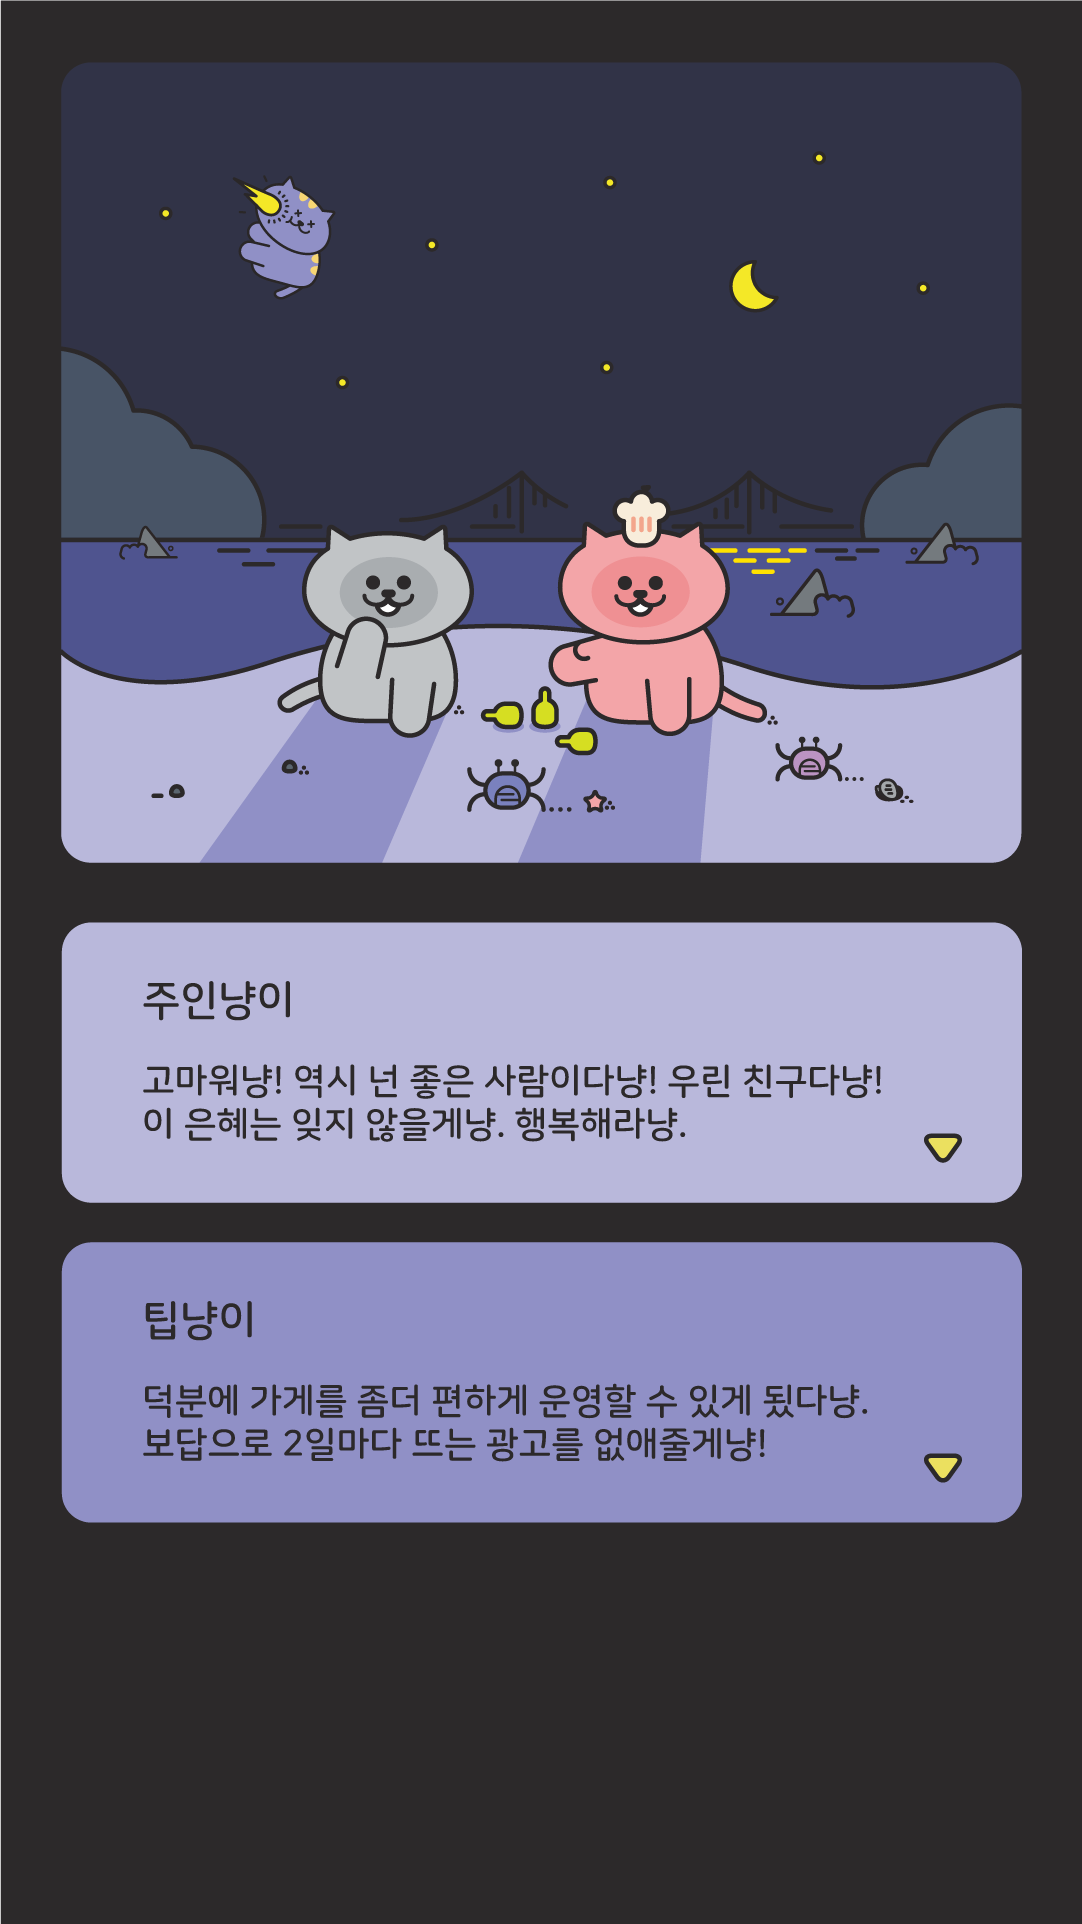 주인냥이
고마워냥! 역시 넌 좋은 사람이다냥! 우린 친구다냥!
이 은혜는 잊지 않을게냥. 행복해라냥.
팁냥이
덕분에 가게를 좀더 편하게 운영할 수 있게 됬다냥.
보답으로 2일마다 뜨는 광고를 없애줄게냥!